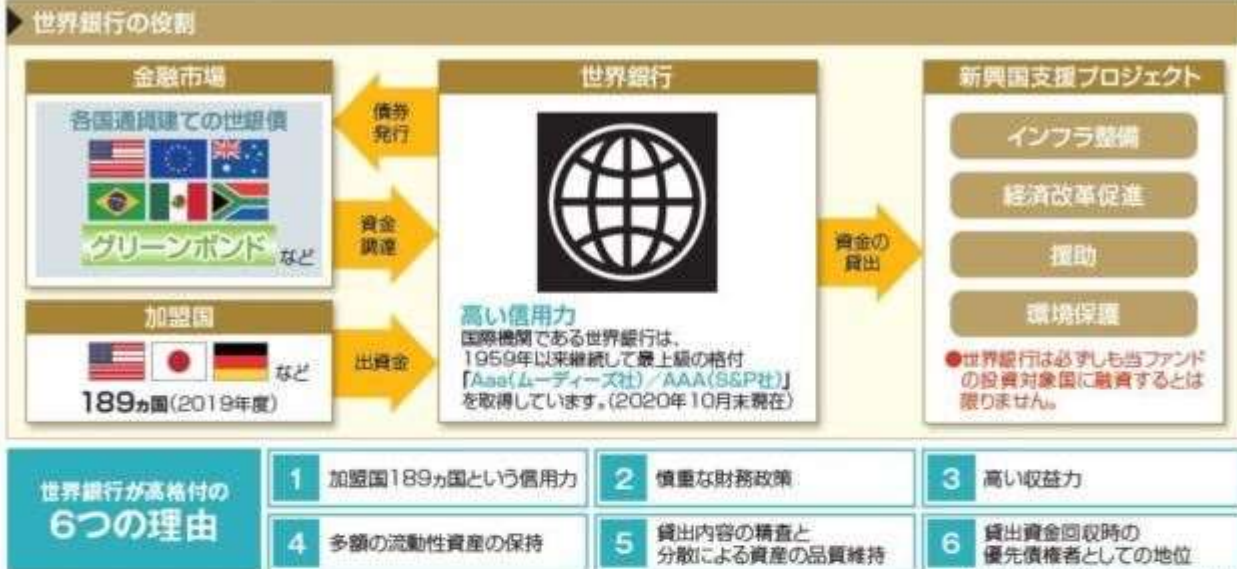 世界銀行の役割
金融市場
各国通貨建ての世銀債
グリーンボンド など
加盟国
など
189ヵ国(2019年度)
債券
発行
資金
調達
出資金
世界銀行
高い信用力
国際機関である世界銀行は、
1959年以来継続して最上級の格付
「Aaa(ムーディーズ社)/AAA(S&P社)」
を取得しています。(2020年10月末現在)
資金の
貸出
新興国支援プロジェクト
インフラ整備
経済改革促進
援助
環境保護
●世界銀行は必ずしも当ファンド
の投資対象国に融資するとは
限りません。
世界銀行が高格付の
6つの理由
1 加盟国189ヵ国という信用力
2 慎重な財務政策
3 高い収益力
4 多額の流動性資産の保持
5 貸出内容の精査と
分散による資産の品質維持
6 貸出資金回収時の
優先債権者としての地位